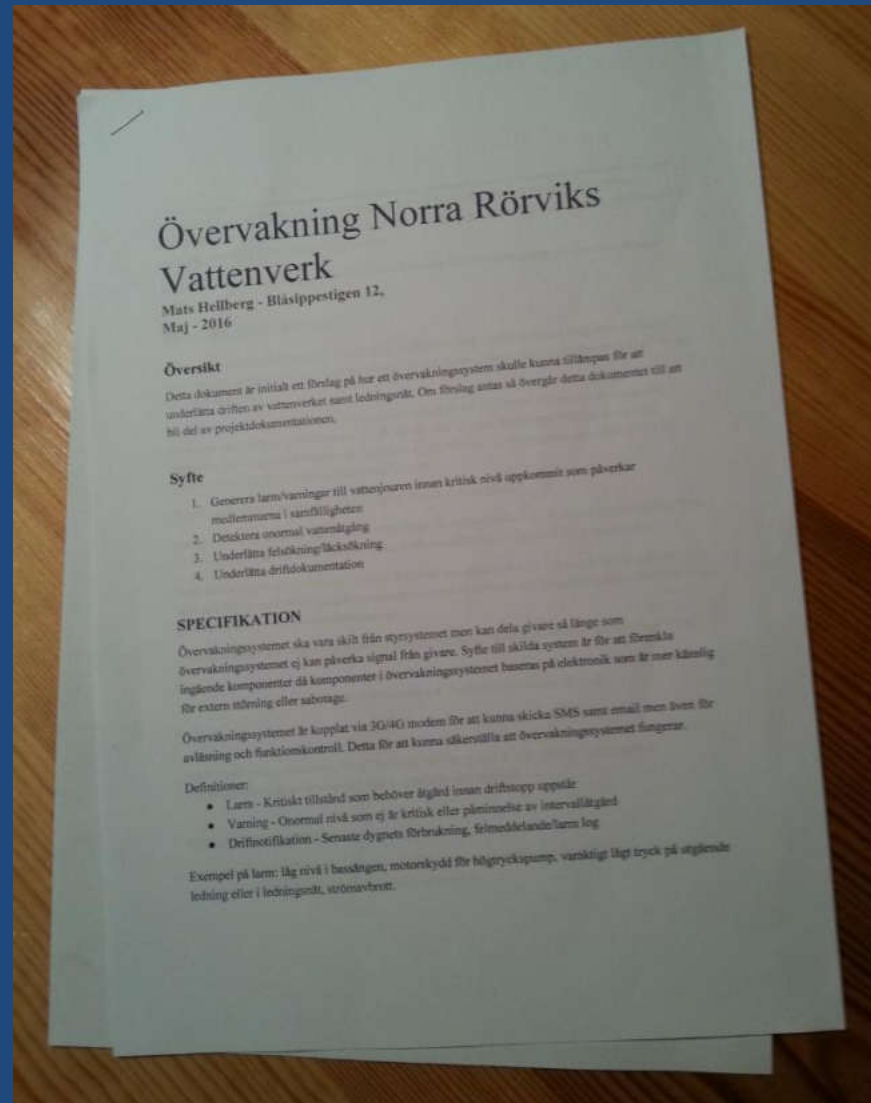 Övervakning Norra Rörviks
Vattenverk
Mats Hellberg - Blåsippestigen 12,
Maj - 2016
Översikt
Detta dokument är initialt ett förslag på hur ett övervakningssystem skulle kunna tillämpas för att
underlätta driften av vattenverket samt ledningsnät. Om förslag antas så övergår detta dokumentet till att
bli del av projektdokumentationen.
Syfte
1. Generera larm/varningar till vattenjouren innan kritisk nivå uppkommit som påverkar
medlemmarna i samfälligheten
2. Detektera onormal vattenåtgång
3. Underlätta felsökning/läcksökning
4. Underlätta driftdokumentation
SPECIFIKATION
Övervakningssystemet ska vara skilt från styrsystemet men kan dela givare så länge som
övervakningssystemet ej kan påverka signal från givare. Syfte till skilda system är för att förenkla
ingående komponenter då komponenter i övervakningssystemet baseras på elektronik som är mer känslig
för extern störning eller sabotage.
Övervakningssystemet är kopplat via 3G/4G modem för att kunna skicka SMS samt email men även för
avläsning och funktionskontroll. Detta för att kunna säkerställa att övervakningssystemet fungerar.
Definitioner:
● Larm - Kritiskt tillstånd som behöver åtgärd innan driftstopp uppstår
● Varning - Onormal nivå som ej är kritisk eller påminnelse av intervallåtgärd
● Driftnotifikation - Senaste dygnets förbrukning, felmeddelande/larm log
Exempel på larm: låg nivå i bassängen, motorskydd för högtryckspump, varaktigt lågt tryck på utgående
ledning eller i ledningsnät, strömavbrott.